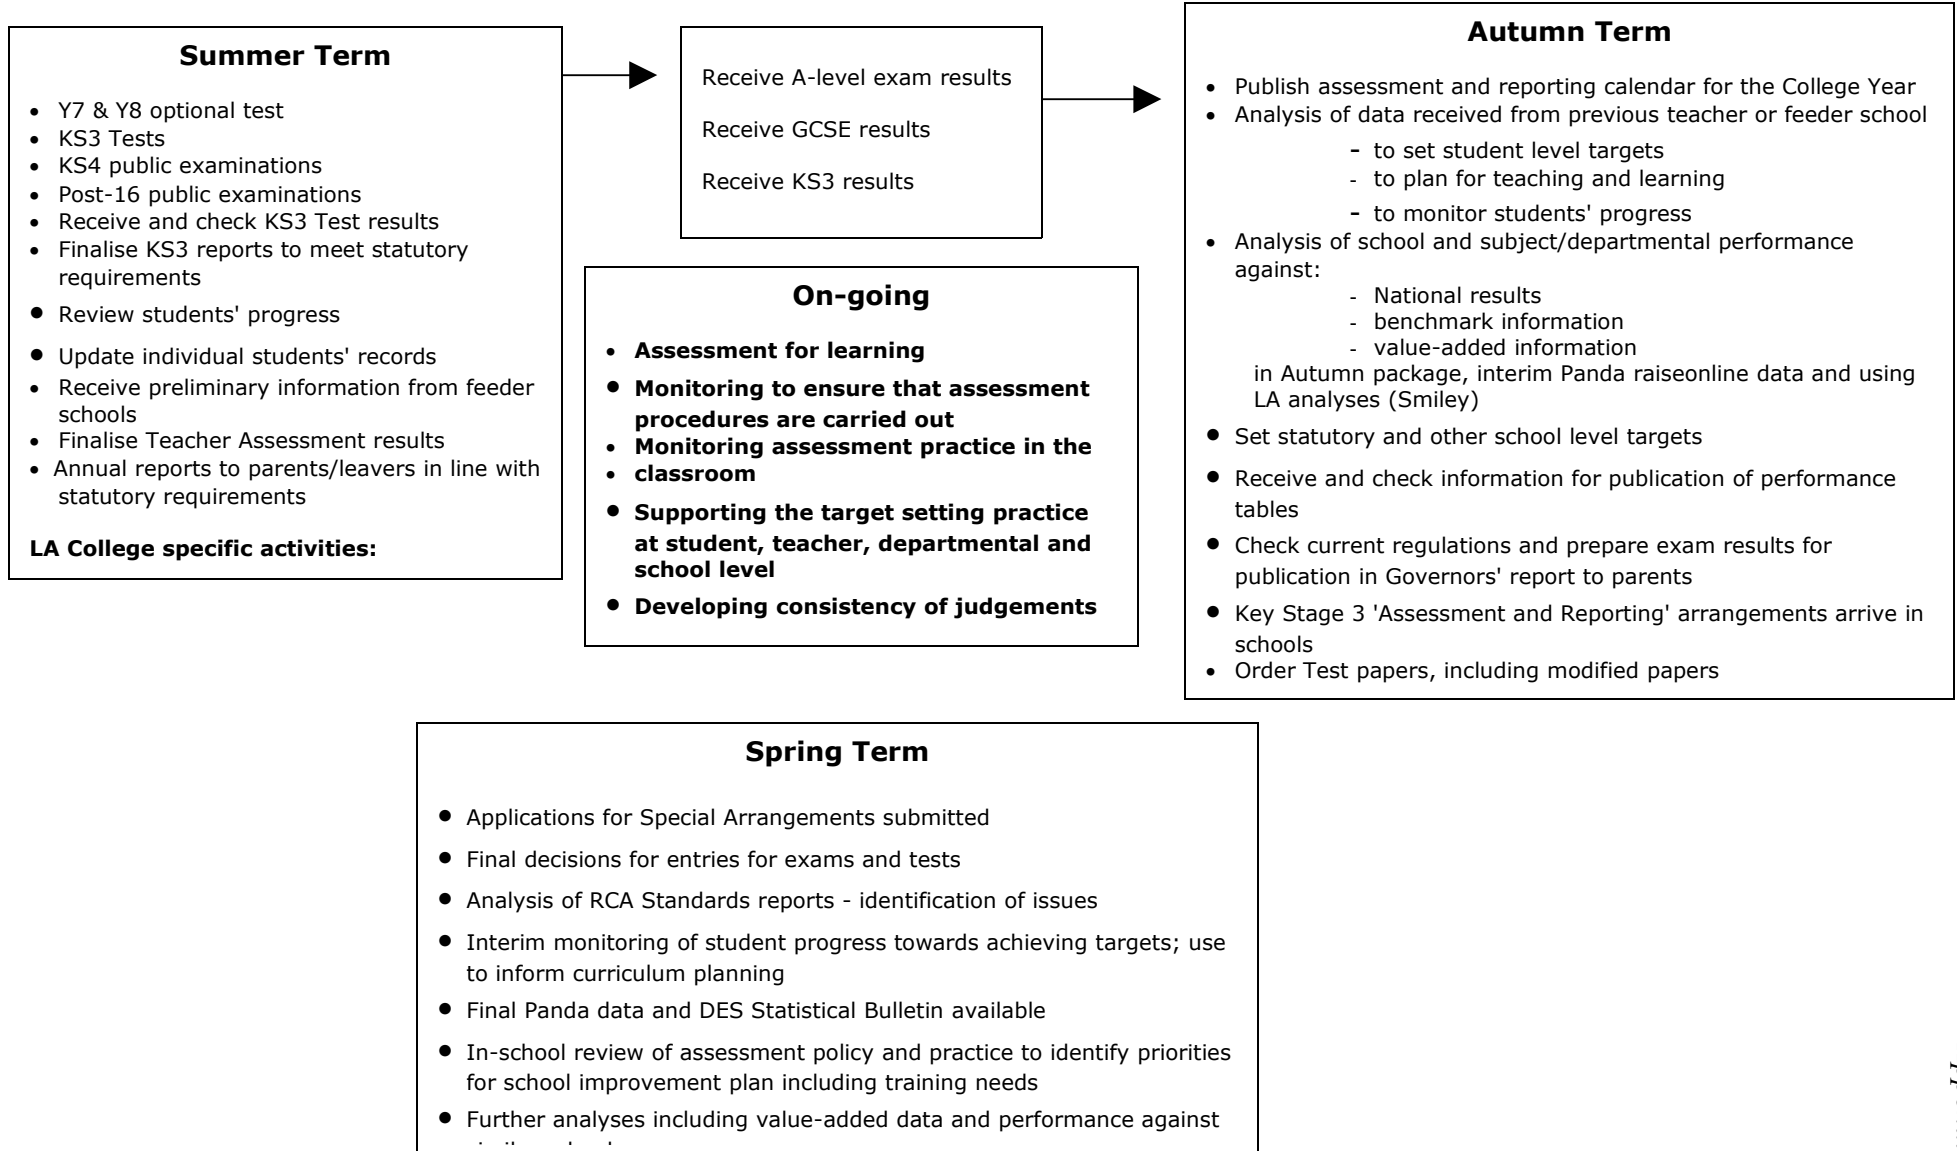 Summer Term
• Y7 & Y8 optional test
• KS3 Tests
• KS4 public examinations
• Post-16 public examinations
• Receive and check KS3 Test results
• Finalise KS3 reports to meet statutory
requirements
• Review students' progress
• Update individual students' records
• Receive preliminary information from feeder
schools
• Finalise Teacher Assessment results
• Annual reports to parents/leavers in line with
statutory requirements
LA College specific activities:
Receive A-level exam results
Receive GCSE results
Receive KS3 results
On-going
• Assessment for learning
• Monitoring to ensure that assessment
procedures are carried out
• Monitoring assessment practice in the
• classroom
• Supporting the target setting practice
at student, teacher, departmental and
school level
• Developing consistency of judgements
Autumn Term
• Publish assessment and reporting calendar for the College Year
• Analysis of data received from previous teacher or feeder school
- to set student level targets
- to plan for teaching and learning
- to monitor students' progress
• Analysis of school and subject/departmental performance
against:
- National results
- benchmark information
- value-added information
in Autumn package, interim Panda raiseonline data and using
LA analyses (Smiley)
• Set statutory and other school level targets
• Receive and check information for publication of performance
tables
• Check current regulations and prepare exam results for
publication in Governors' report to parents
• Key Stage 3 'Assessment and Reporting' arrangements arrive in
schools
• Order Test papers, including modified papers
Spring Term
• Applications for Special Arrangements submitted
• Final decisions for entries for exams and tests
• Analysis of RCA Standards reports - identification of issues
• Interim monitoring of student progress towards achieving targets; use
to inform curriculum planning
• Final Panda data and DES Statistical Bulletin available
• In-school review of assessment policy and practice to identify priorities
for school improvement plan including training needs
• Further analyses including value-added data and performance against